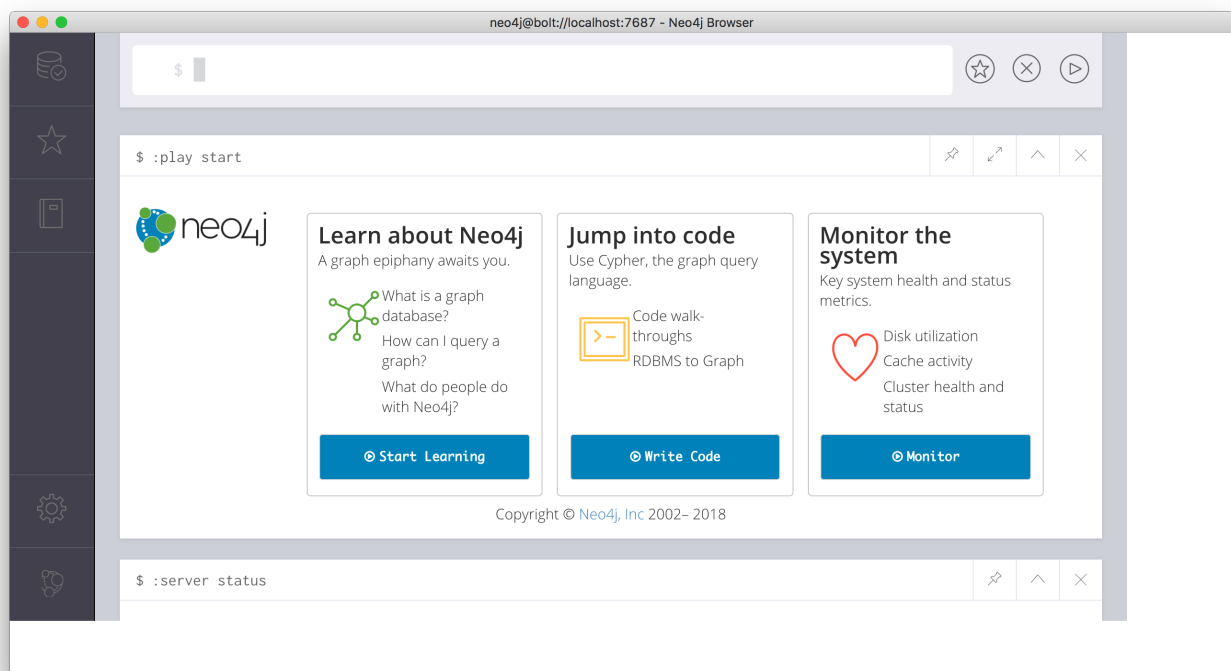 neo4j@bolt://localhost:7687 - Neo4j Browser
$
$ :play start
neo4j
Learn about Neo4j
A graph epiphany awaits you.
What is a graph
database?
How can I query a
graph?
What do people do
with Neo4j?
Start Learning
Jump into code
Use Cypher, the graph query
language.
Code walk-
throughs
RDBMS to Graph
Write Code
Monitor the
system
Key system health and status
metrics.
Disk utilization
Cache activity
Cluster health and
status
Monitor
Copyright © Neo4j, Inc 2002– 2018
$ :server status